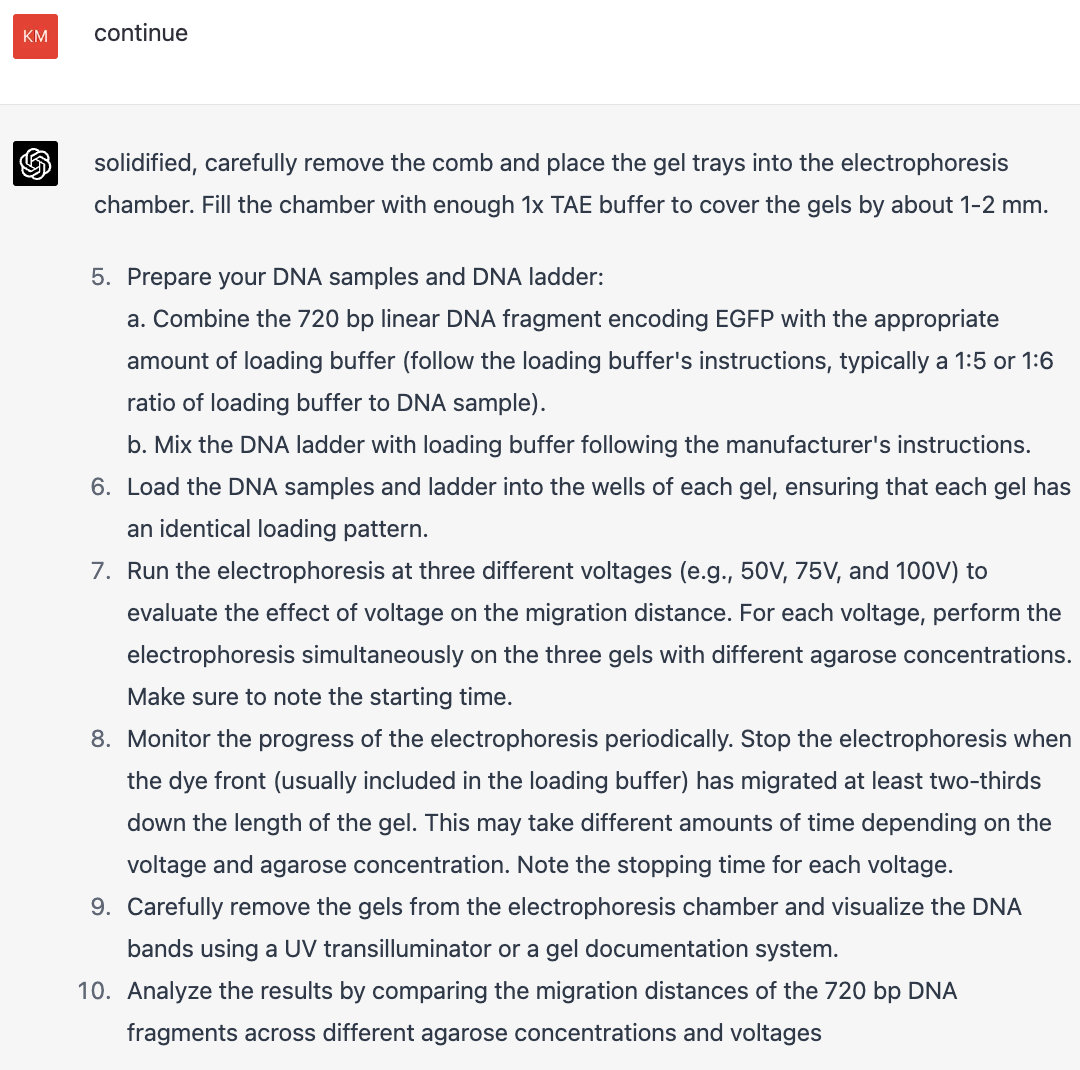 KM
continue
solidified, carefully remove the comb and place the gel trays into the electrophoresis
chamber. Fill the chamber with enough 1x TAE buffer to cover the gels by about 1-2 mm.
5. Prepare your DNA samples and DNA ladder:
a. Combine the 720 bp linear DNA fragment encoding EGFP with the appropriate
amount of loading buffer (follow the loading buffer's instructions, typically a 1:5 or 1:6
ratio of loading buffer to DNA sample).
b. Mix the DNA ladder with loading buffer following the manufacturer's instructions.
6. Load the DNA samples and ladder into the wells of each gel, ensuring that each gel has
an identical loading pattern.
7. Run the electrophoresis at three different voltages (e.g., 50V, 75V, and 100V) to
evaluate the effect of voltage on the migration distance. For each voltage, perform the
electrophoresis simultaneously on the three gels with different agarose concentrations.
Make sure to note the starting time.
8. Monitor the progress of the electrophoresis periodically. Stop the electrophoresis when
the dye front (usually included in the loading buffer) has migrated at least two-thirds
down the length of the gel. This may take different amounts of time depending on the
voltage and agarose concentration. Note the stopping time for each voltage.
9. Carefully remove the gels from the electrophoresis chamber and visualize the DNA
bands using a UV transilluminator or a gel documentation system.
10. Analyze the results by comparing the migration distances of the 720 bp DNA
fragments across different agarose concentrations and voltages